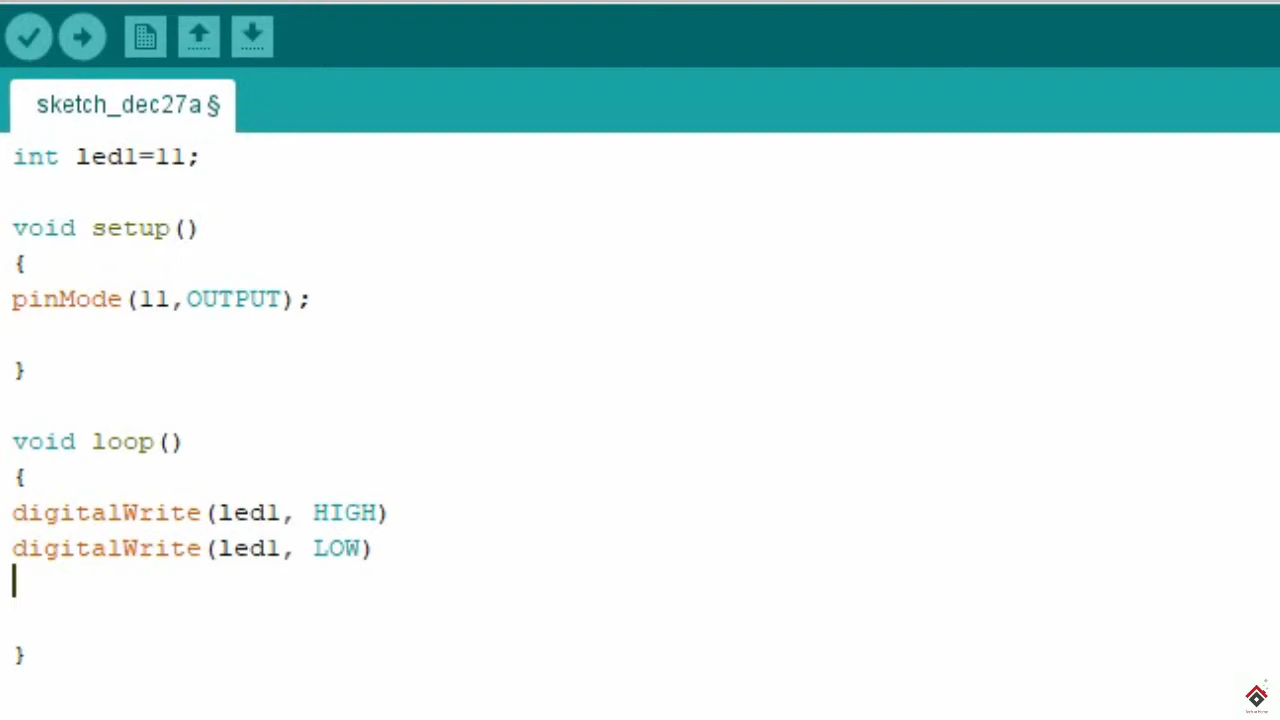 sketch_dec27a §
int led1=11;
void setup()
{
pinMode(11,OUTPUT);
}
void loop()
{
digitalWrite(led1, HIGH)
digitalWrite(led1, LOW)
}